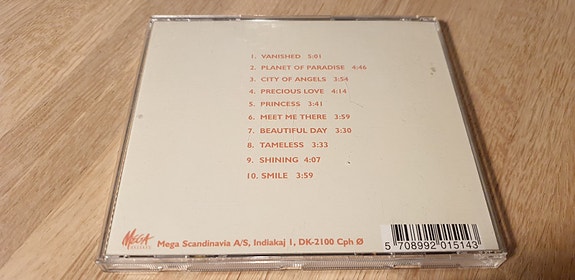 1. VANISHED 5:01
2. PLANET OF PARADISE 4:46
3. CITY OF ANGELS 3:54
4. PRECIOUS LOVE 4:14
5. PRINCESS 3:41
6. MEET ME THERE 3:59
7. BEAUTIFUL DAY 3:30
8. TAMELESS 3:33
9. SHINING 4:07
10. SMILE 3:59
MEGA
RECORDS
Mega Scandinavia A/S, Indiakaj 1, DK-2100 Cph Ø
5 708992 015143